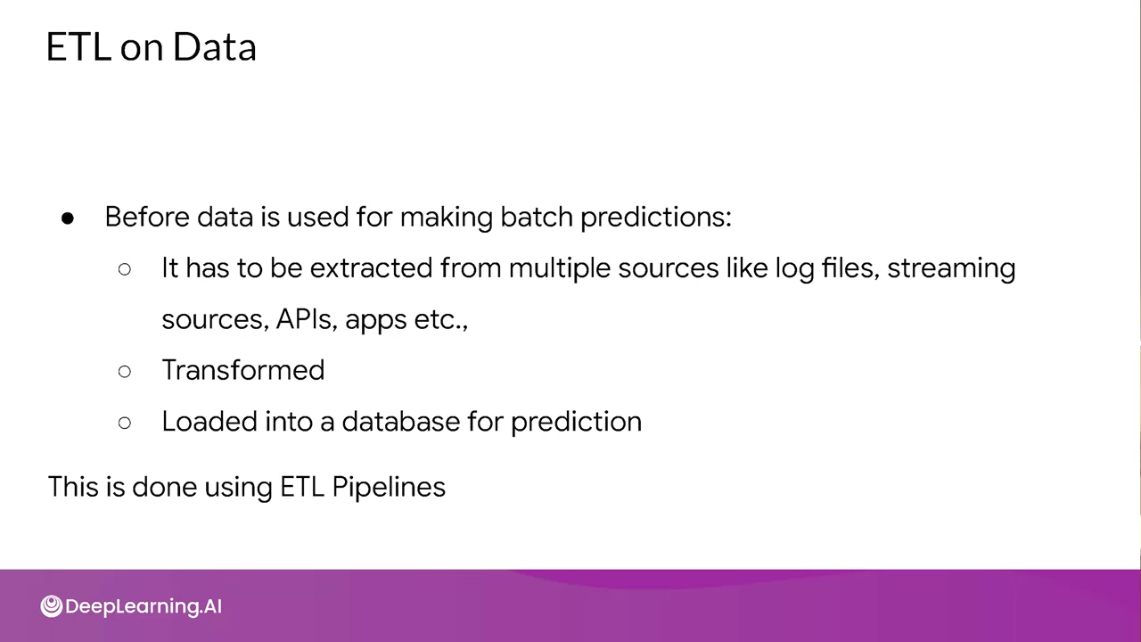 ETL on Data
● Before data is used for making batch predictions:
○ It has to be extracted from multiple sources like log files, streaming
sources, APIs, apps etc.,
○ Transformed
○ Loaded into a database for prediction
This is done using ETL Pipelines
DeepLearning.AI